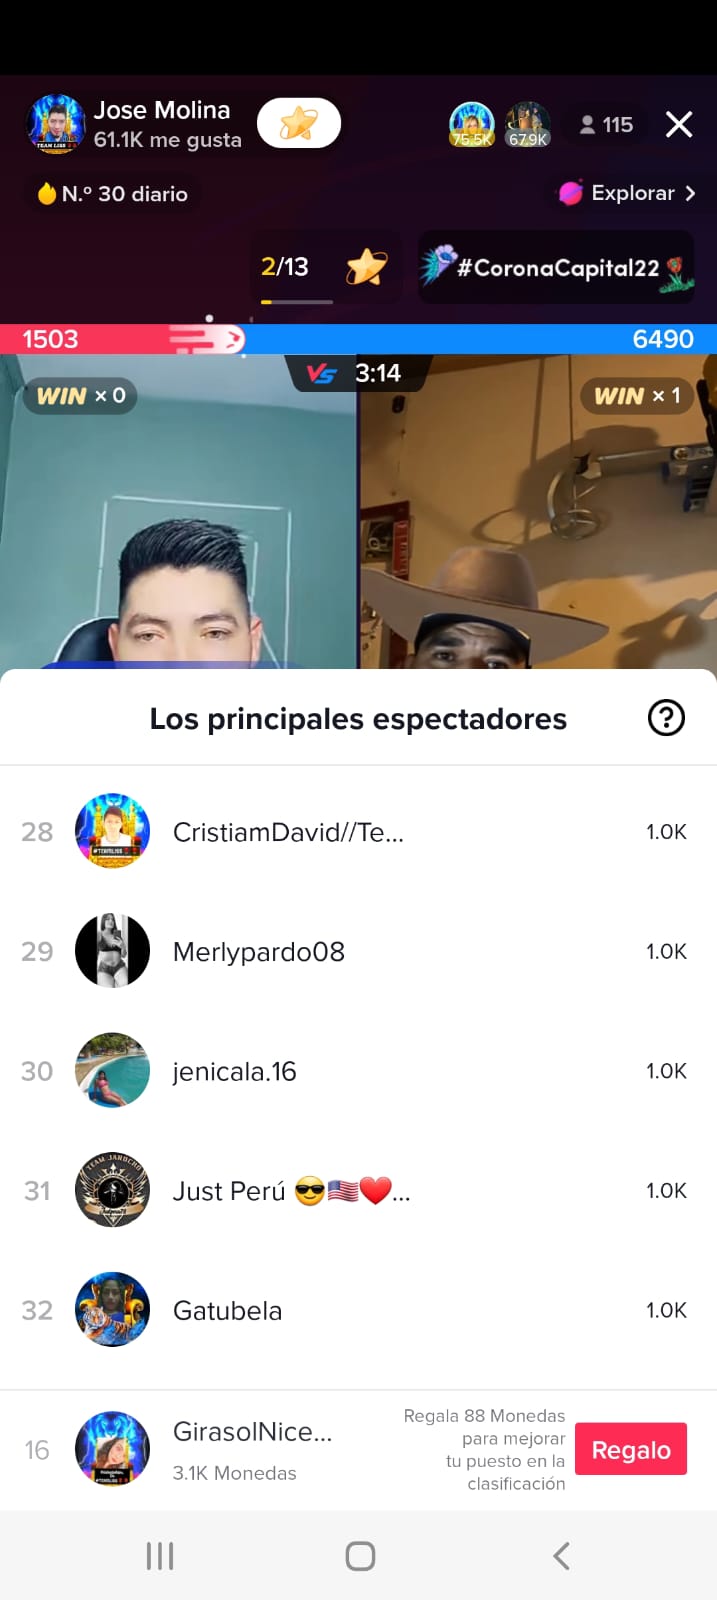 Jose Molina
61.1K me gusta
75.5K
67.9K
115
N.º 30 diario
Explorar
2/13
#CoronaCapital22
1503
6490
VS 3:14
WIN × 0
WIN × 1
Los principales espectadores
28 CristiamDavid//Te... 1.0K
29 Merlypardo08 1.0K
30 jenicala.16 1.0K
31 Just Perú 😎🇺🇸❤️... 1.0K
32 Gatubela 1.0K
16 GirasolNice...
3.1K Monedas
Regala 88 Monedas
para mejorar
tu puesto en la
clasificación
Regalo